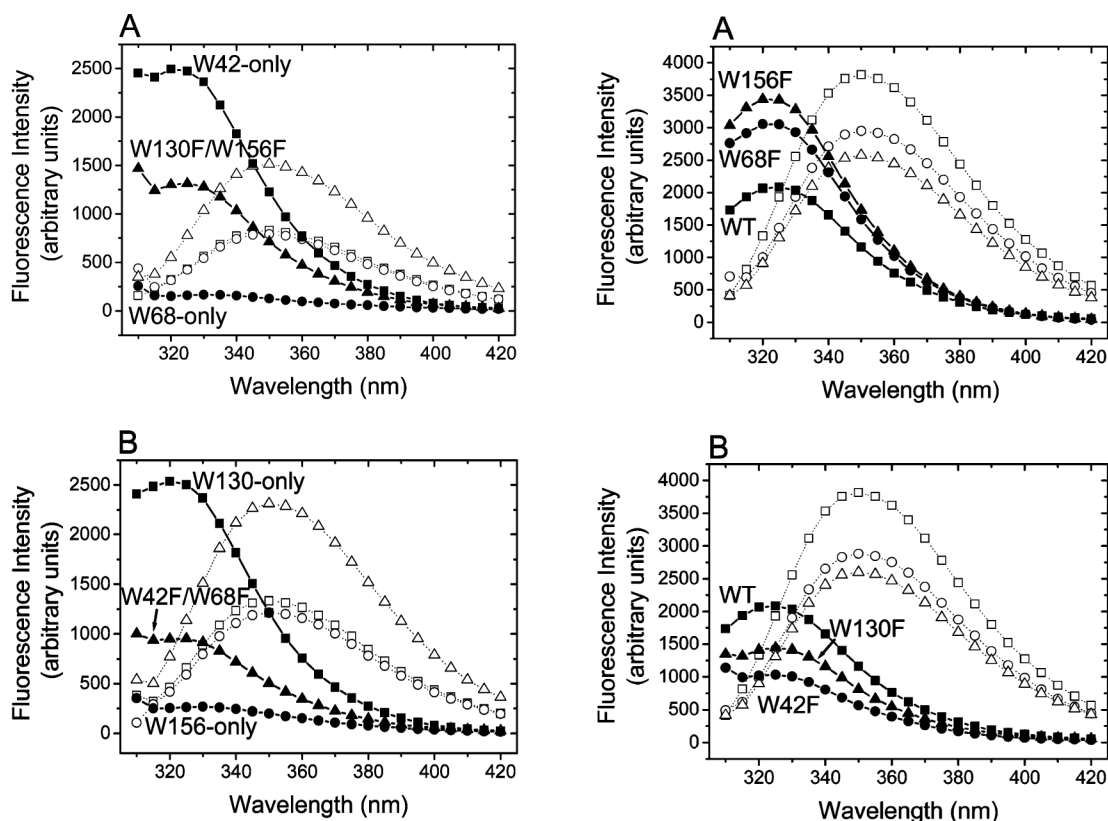 A
Fluorescence Intensity
(arbitrary units)
2500
2000
1500
1000
500
250
0
W42-only
W130F/W156F
W68-only
320 340 360 380 400 420
Wavelength (nm)
A
Fluorescence Intensity
(arbitrary units)
4000
3500
3000
2500
2000
1500
1000
500
0
W156F
W68F
WT
320 340 360 380 400 420
Wavelength (nm)
B
Fluorescence Intensity
(arbitrary units)
2500
2000
1500
1000
500
250
0
W130-only
W42F/W68F
W156-only
320 340 360 380 400 420
Wavelength (nm)
B
Fluorescence Intensity
(arbitrary units)
4000
3500
3000
2500
2000
1500
1000
500
0
WT
W130F
W42F
320 340 360 380 400 420
Wavelength (nm)